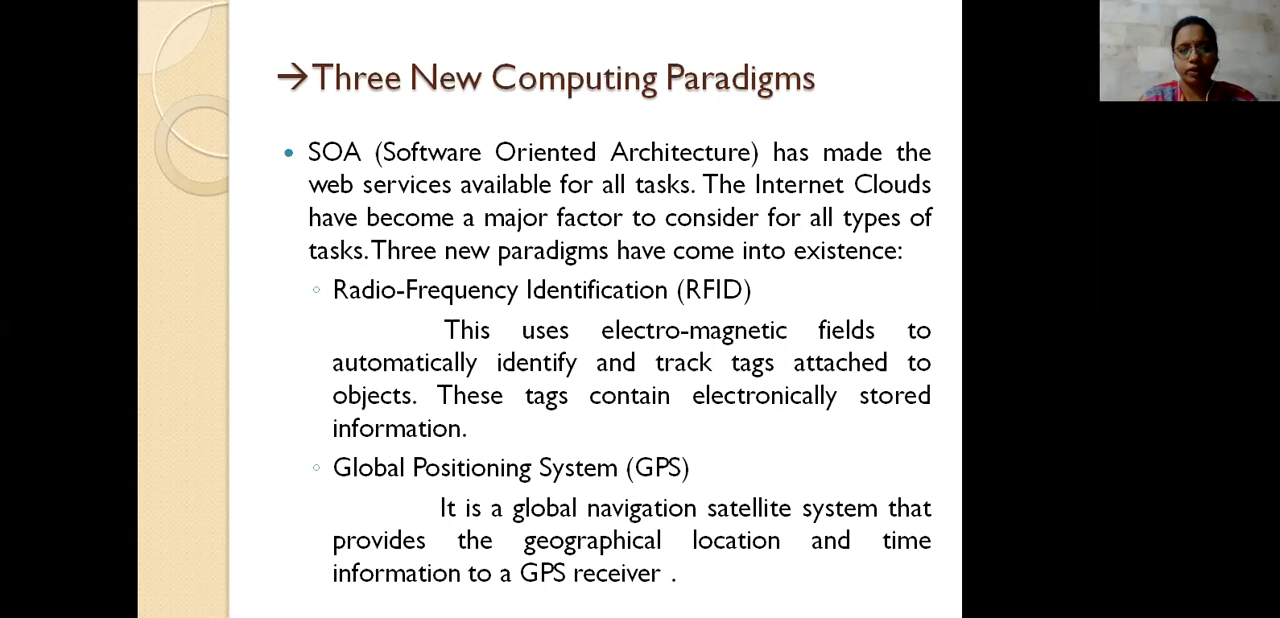 →Three New Computing Paradigms
• SOA (Software Oriented Architecture) has made the
web services available for all tasks. The Internet Clouds
have become a major factor to consider for all types of
tasks. Three new paradigms have come into existence:
◦ Radio-Frequency Identification (RFID)
This uses electro-magnetic fields to
automatically identify and track tags attached to
objects. These tags contain electronically stored
information.
◦ Global Positioning System (GPS)
It is a global navigation satellite system that
provides the geographical location and time
information to a GPS receiver .